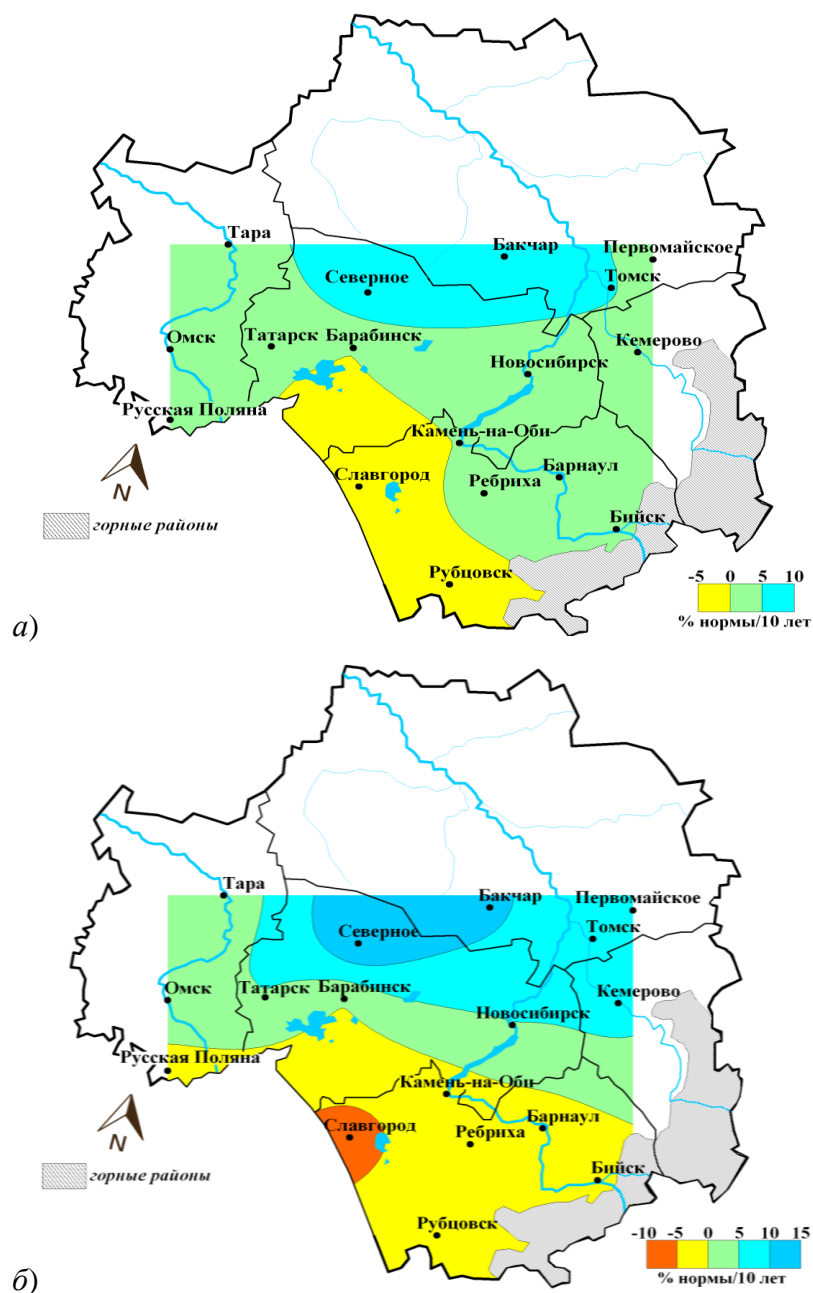 Тара
Бакчар
Первомайское
Северное
Томск
Омск
Татарск
Барабинск
Кемерово
Новосибирск
Русская Поляна
Камень-на-Оби
Славгород
Барнаул
Ребриха
N
Бийск
горные районы
Рубцовск
-5 0 5 10
% нормы/10 лет
а)
Тара
Бакчар
Первомайское
Северное
Томск
Омск
Татарск
Барабинск
Кемерово
Новосибирск
Русская Поляна
Камень-на-Оби
Славгород
Барнаул
Ребриха
N
Бийск
горные районы
Рубцовск
-10 -5 0 5 10 15
% нормы/10 лет
б)